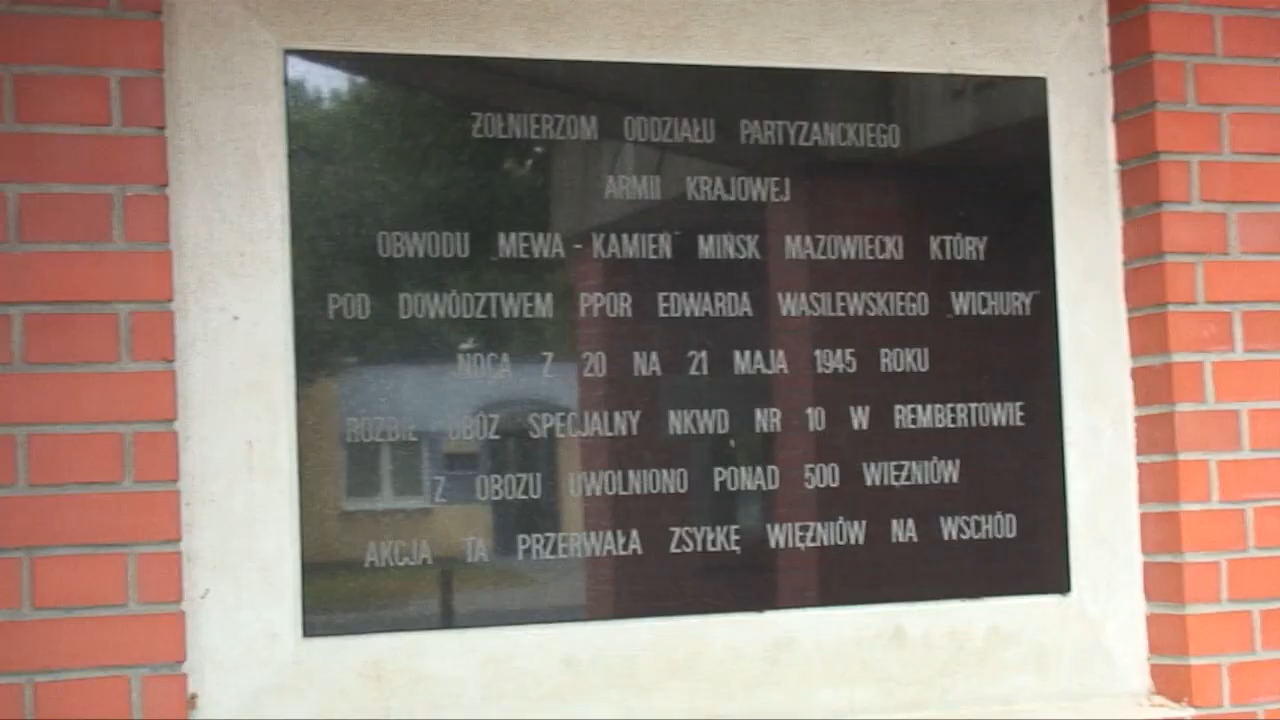 ŻOŁNIERZOM ODDZIAŁU PARTYZANCKIEGO
ARMII KRAJOWEJ
OBWODU „MEWA - KAMIEŃ" MIŃSK MAZOWIECKI KTÓRY
POD DOWÓDZTWEM PPOR EDWARDA WASILEWSKIEGO „WICHURY"
NOCĄ Z 20 NA 21 MAJA 1945 ROKU
ROZBIŁ OBÓZ SPECJALNY NKWD NR 10 W REMBERTOWIE
Z OBOZU UWOLNIONO PONAD 500 WIĘZNIÓW
AKCJA TA PRZERWAŁA ZSYŁKĘ WIĘZNIÓW NA WSCHÓD